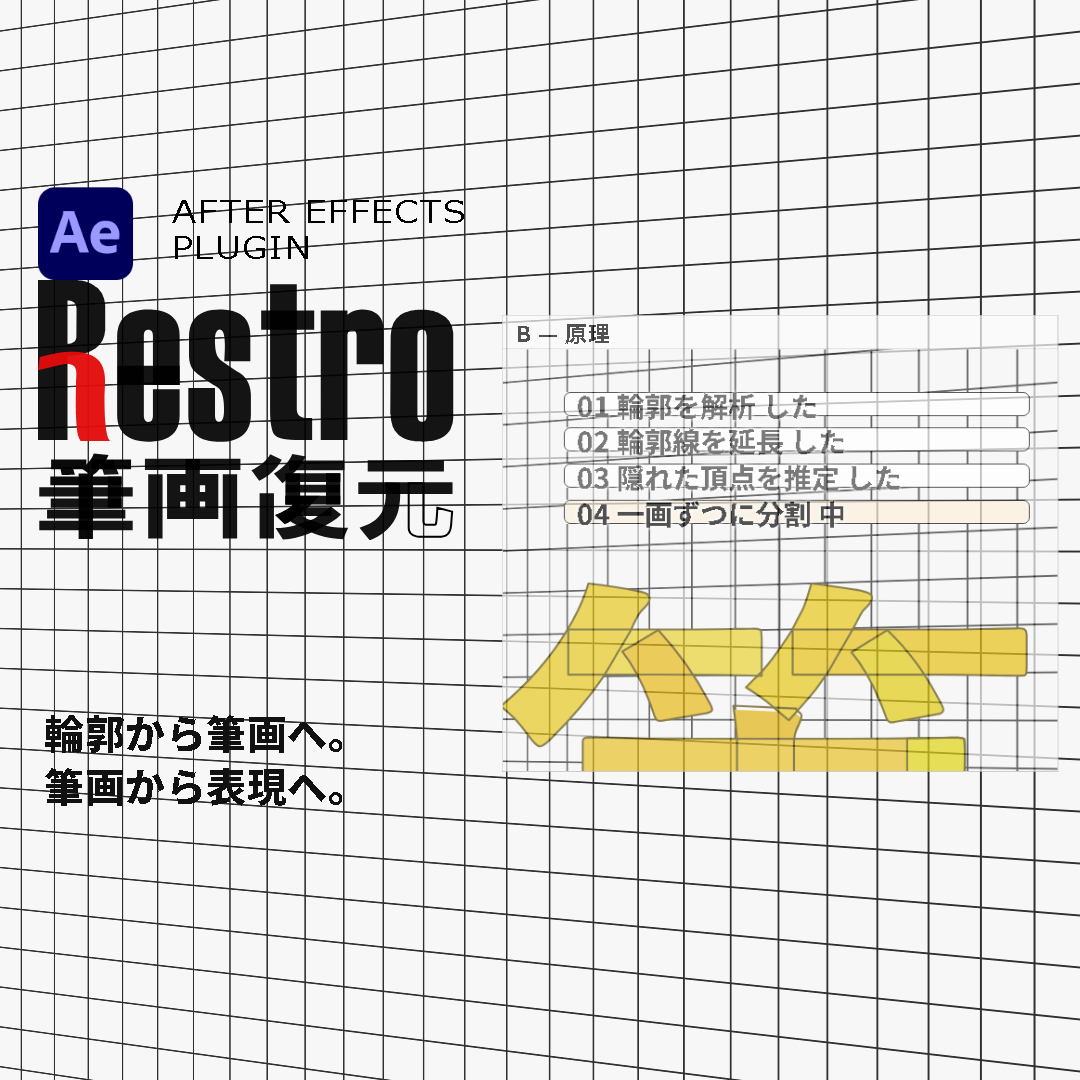 Ae
AFTER EFFECTS
PLUGIN
Restro
筆画復元
輪郭から筆画へ。
筆画から表現へ。
B — 原理
01 輪郭を解析 した
02 輪郭線を延長 した
03 隠れた頂点を推定 した
04 一画ずつに分割 中